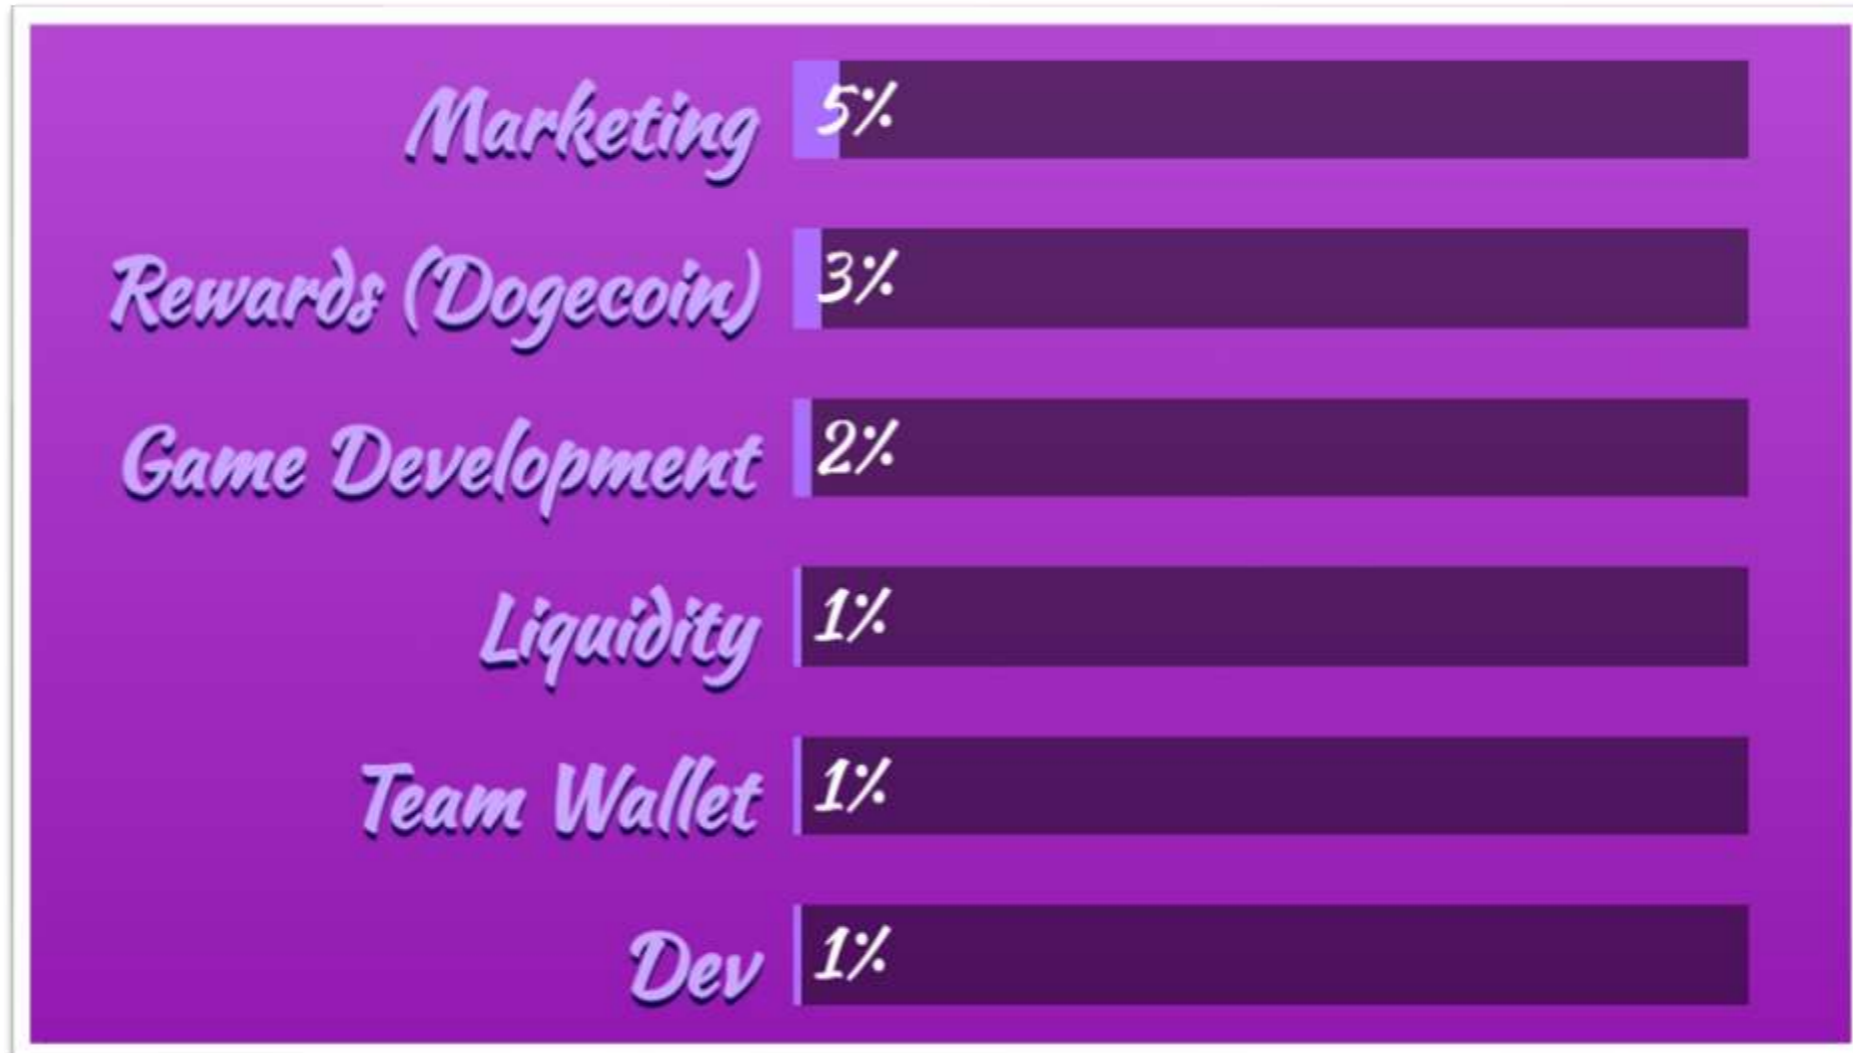 Marketing 5%
Rewards (Dogecoin) 3%
Game Development 2%
Liquidity 1%
Team Wallet 1%
Dev 1%